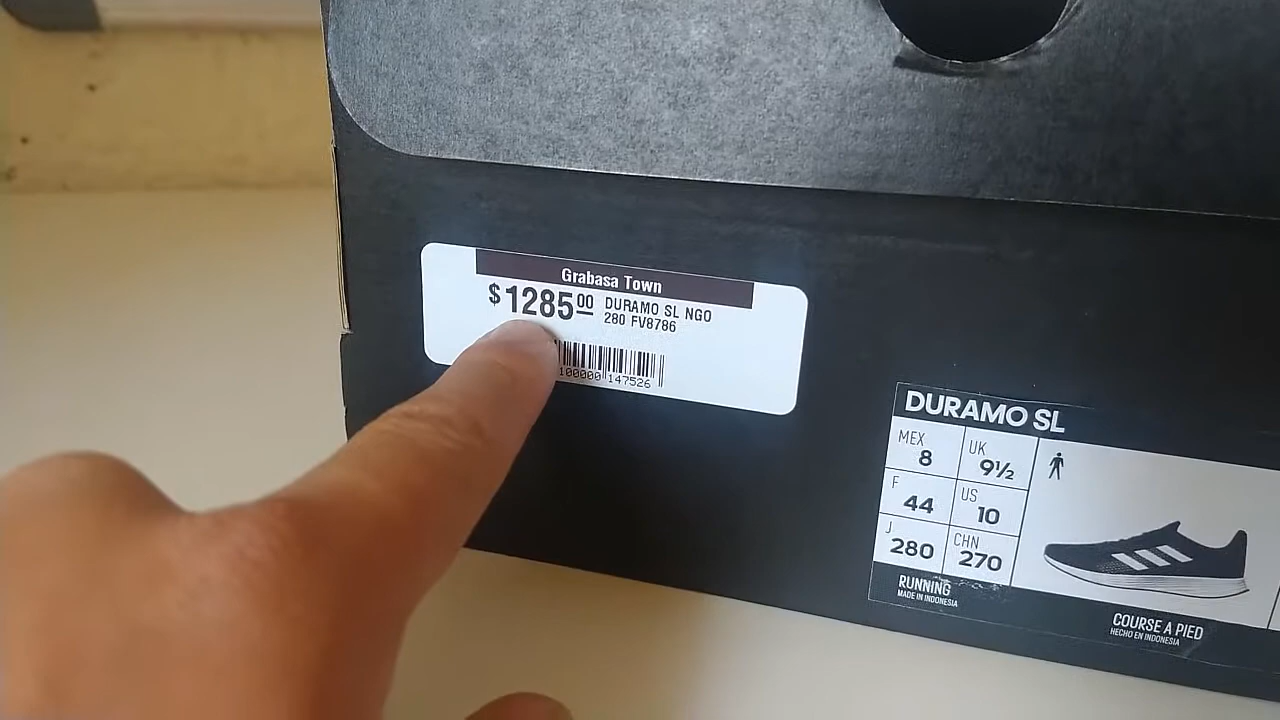 Grabasa Town
$1285.00 DURAMO SL NGO
280 FV8786
100000 147526
DURAMO SL
MEX 8 UK 9½
F 44 US 10
J 280 CHN 270
RUNNING
MADE IN INDONESIA
COURSE A PIED
HECHO EN INDONESIA